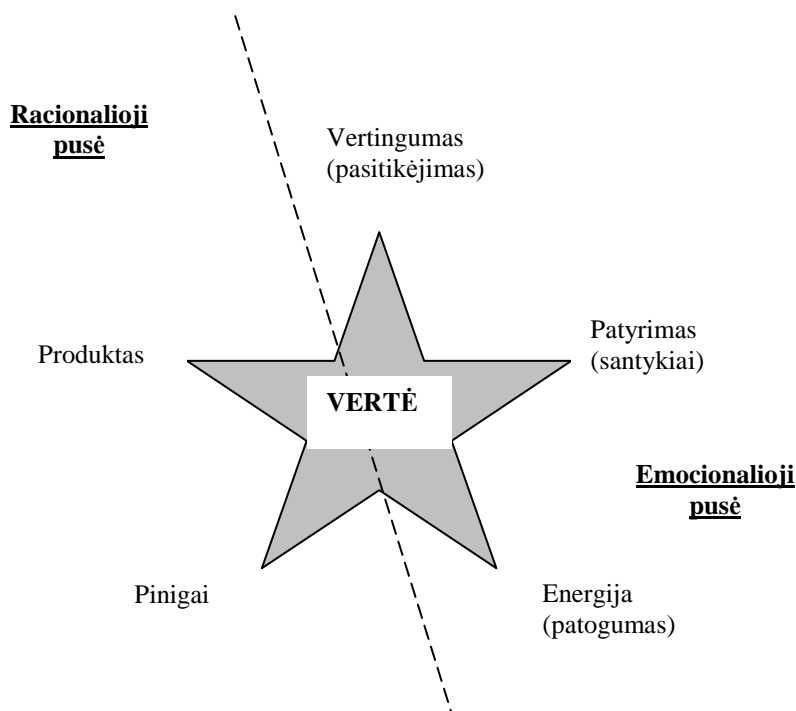 Racionalioji
pusė
Vertingumas
(pasitikėjimas)
Produktas
Patyrimas
(santykiai)
VERTĖ
Emocionalioji
pusė
Pinigai
Energija
(patogumas)